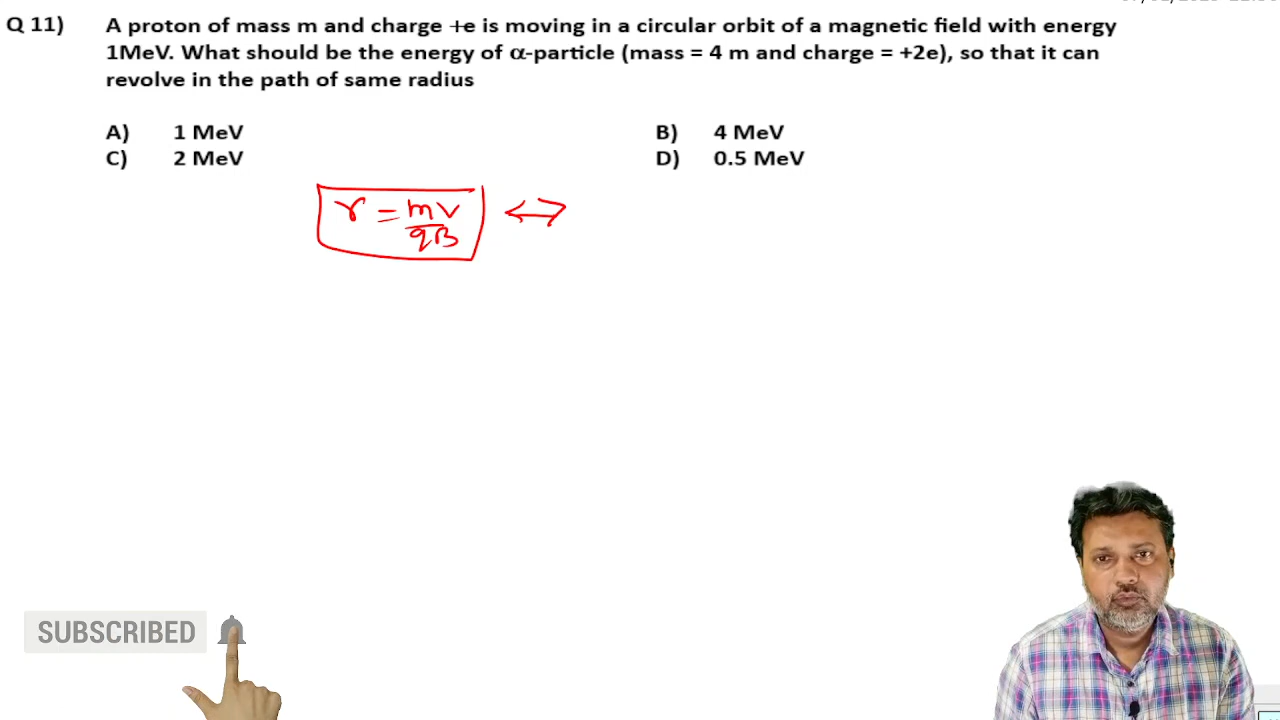 Q 11) A proton of mass m and charge +e is moving in a circular orbit of a magnetic field with energy
1MeV. What should be the energy of α-particle (mass = 4 m and charge = +2e), so that it can
revolve in the path of same radius
A) 1 MeV B) 4 MeV
C) 2 MeV D) 0.5 MeV
r = mv
qB
SUBSCRIBED